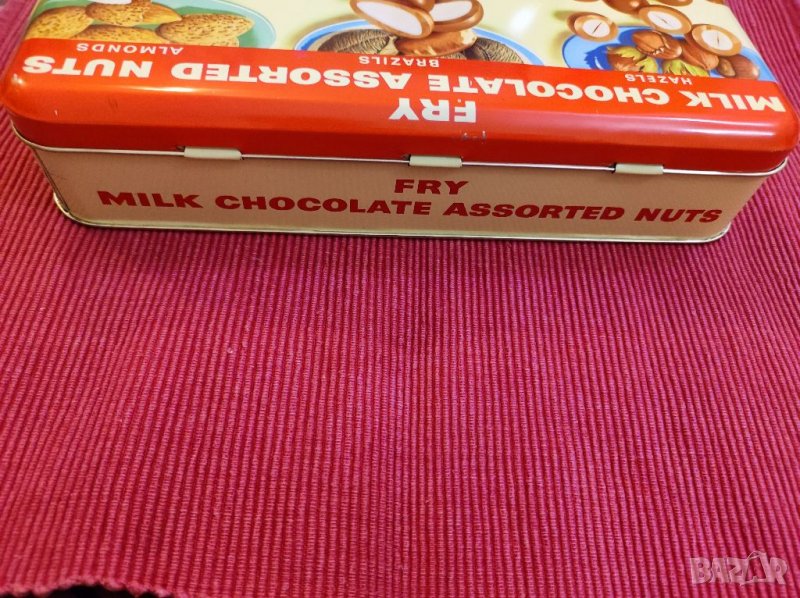 ALMONDS
BRAZILS
HAZELS
FRY
MILK CHOCOLATE ASSORTED NUTS
FRY
MILK CHOCOLATE ASSORTED NUTS
BAZAR